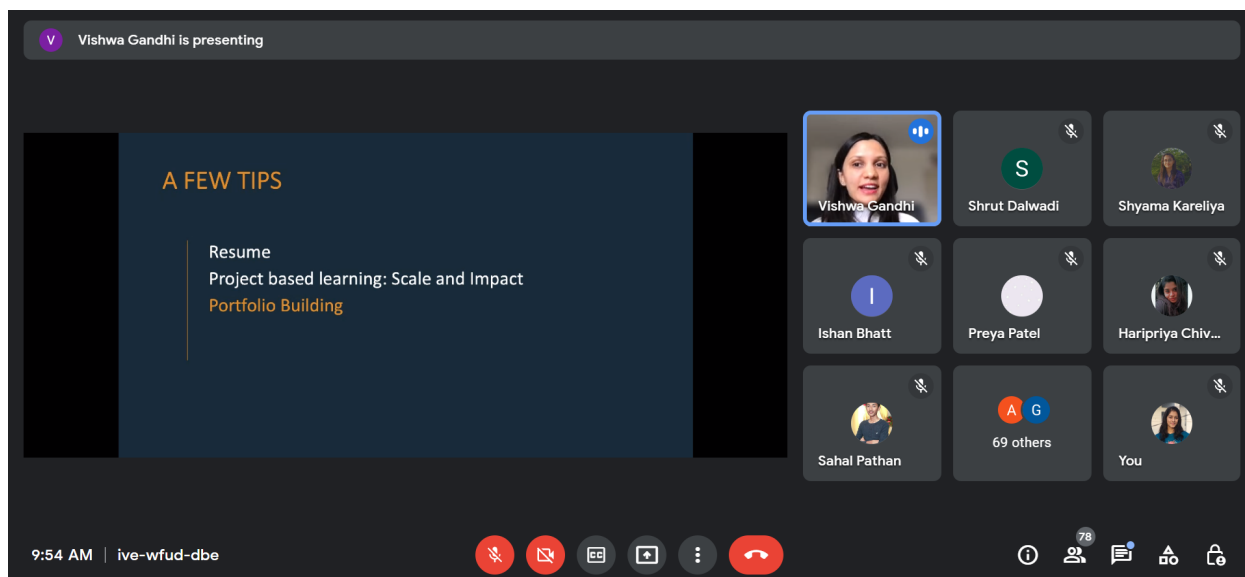 V
Vishwa Gandhi is presenting
A FEW TIPS
Resume
Project based learning: Scale and Impact
Portfolio Building
Vishwa Gandhi
S
Shrut Dalwadi
Shyama Kareliya
I
Ishan Bhatt
Preya Patel
Haripriya Chiv...
Sahal Pathan
A G
69 others
You
9:54 AM | ive-wfud-dbe
CC
78